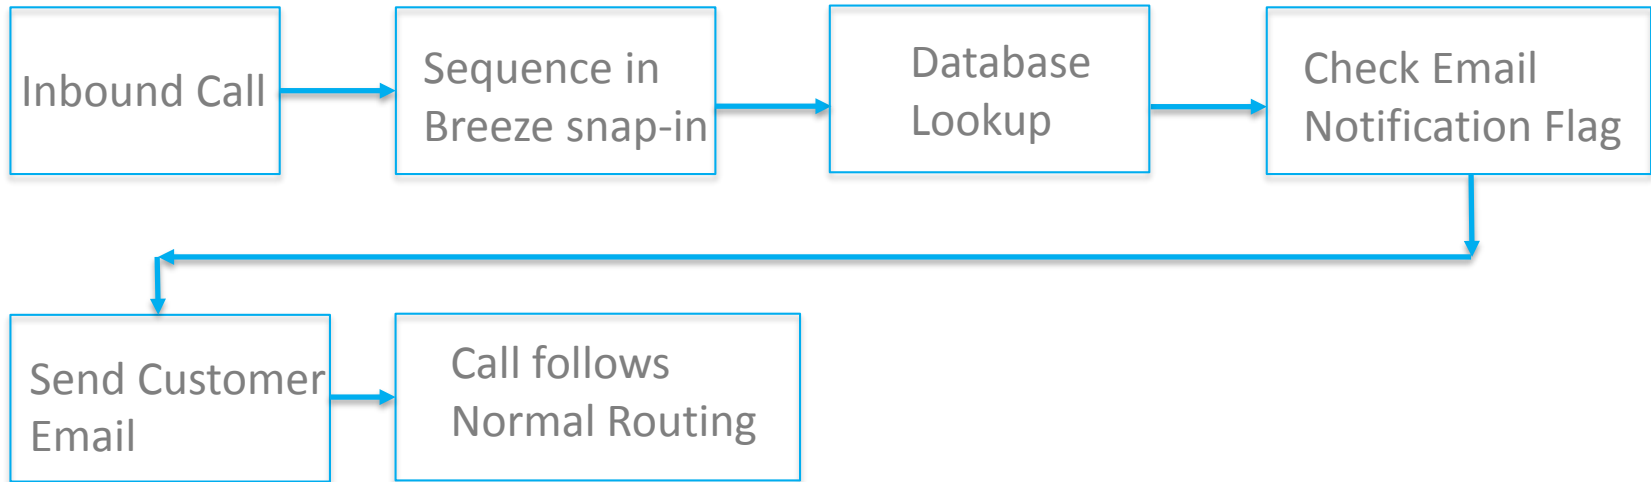 Inbound Call
Sequence in
Breeze snap-in
Database
Lookup
Check Email
Notification Flag
Send Customer
Email
Call follows
Normal Routing